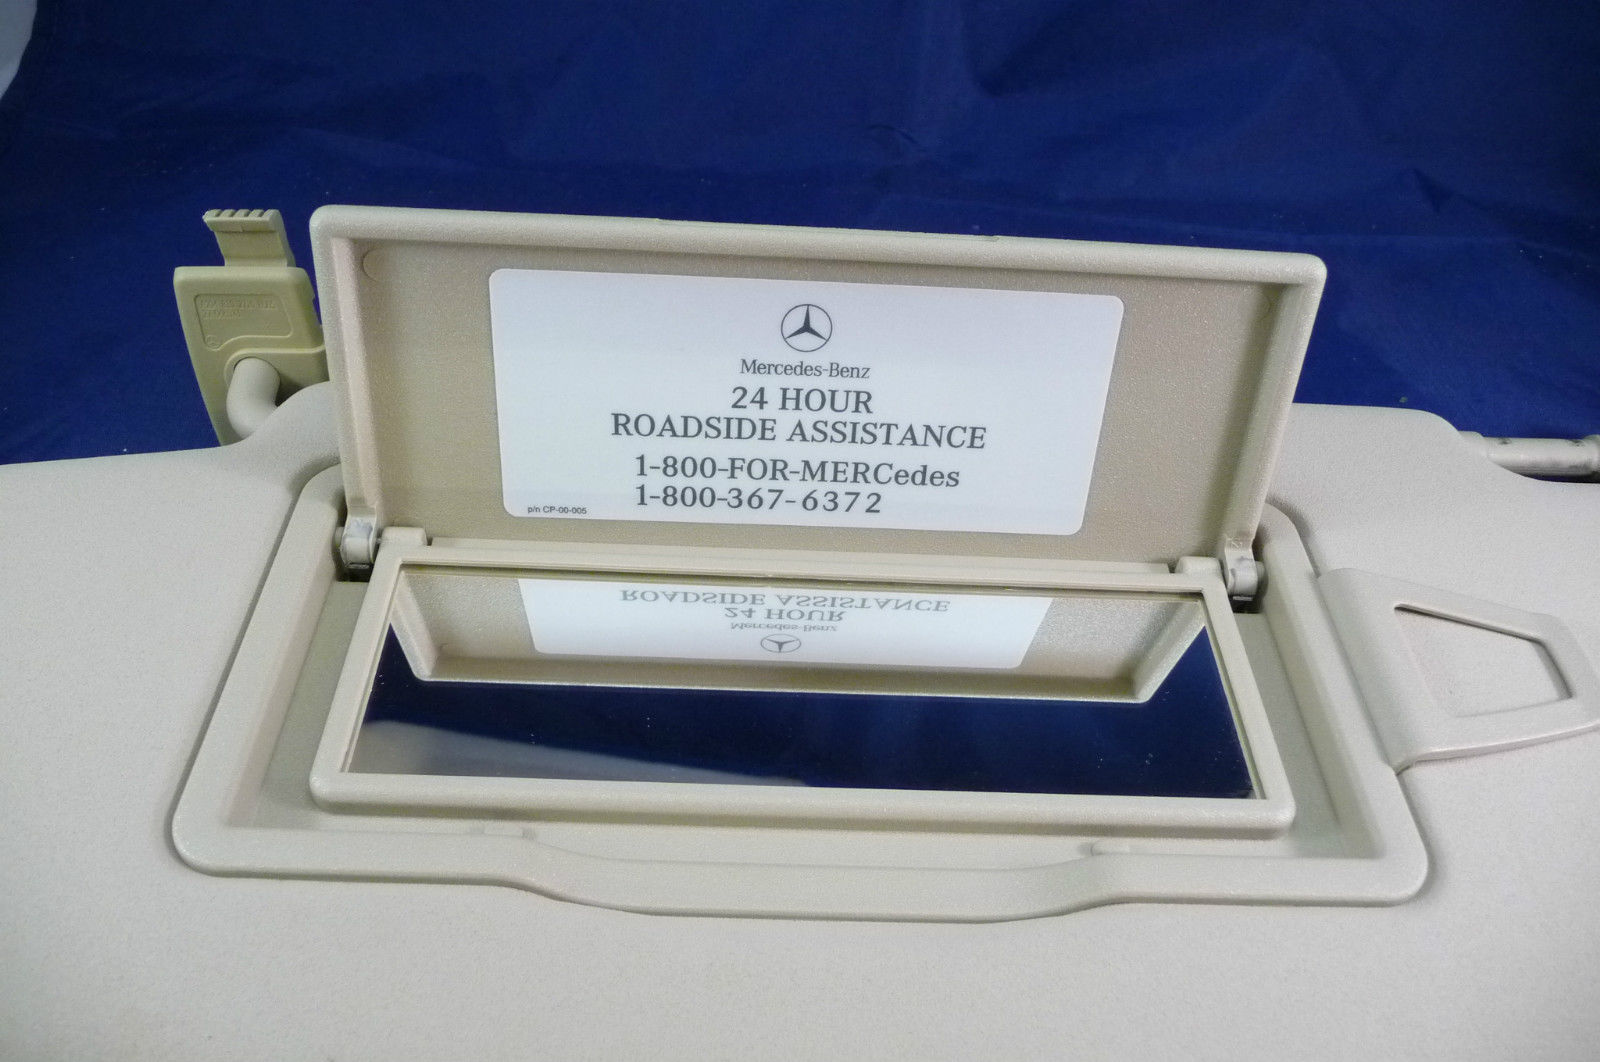 Mercedes-Benz
24 HOUR
ROADSIDE ASSISTANCE
1-800-FOR-MERCedes
1-800-367-6372
p/n CP-00-005
ROADSIDE ASSISTANCE
24 HOUR
Mercedes-Benz